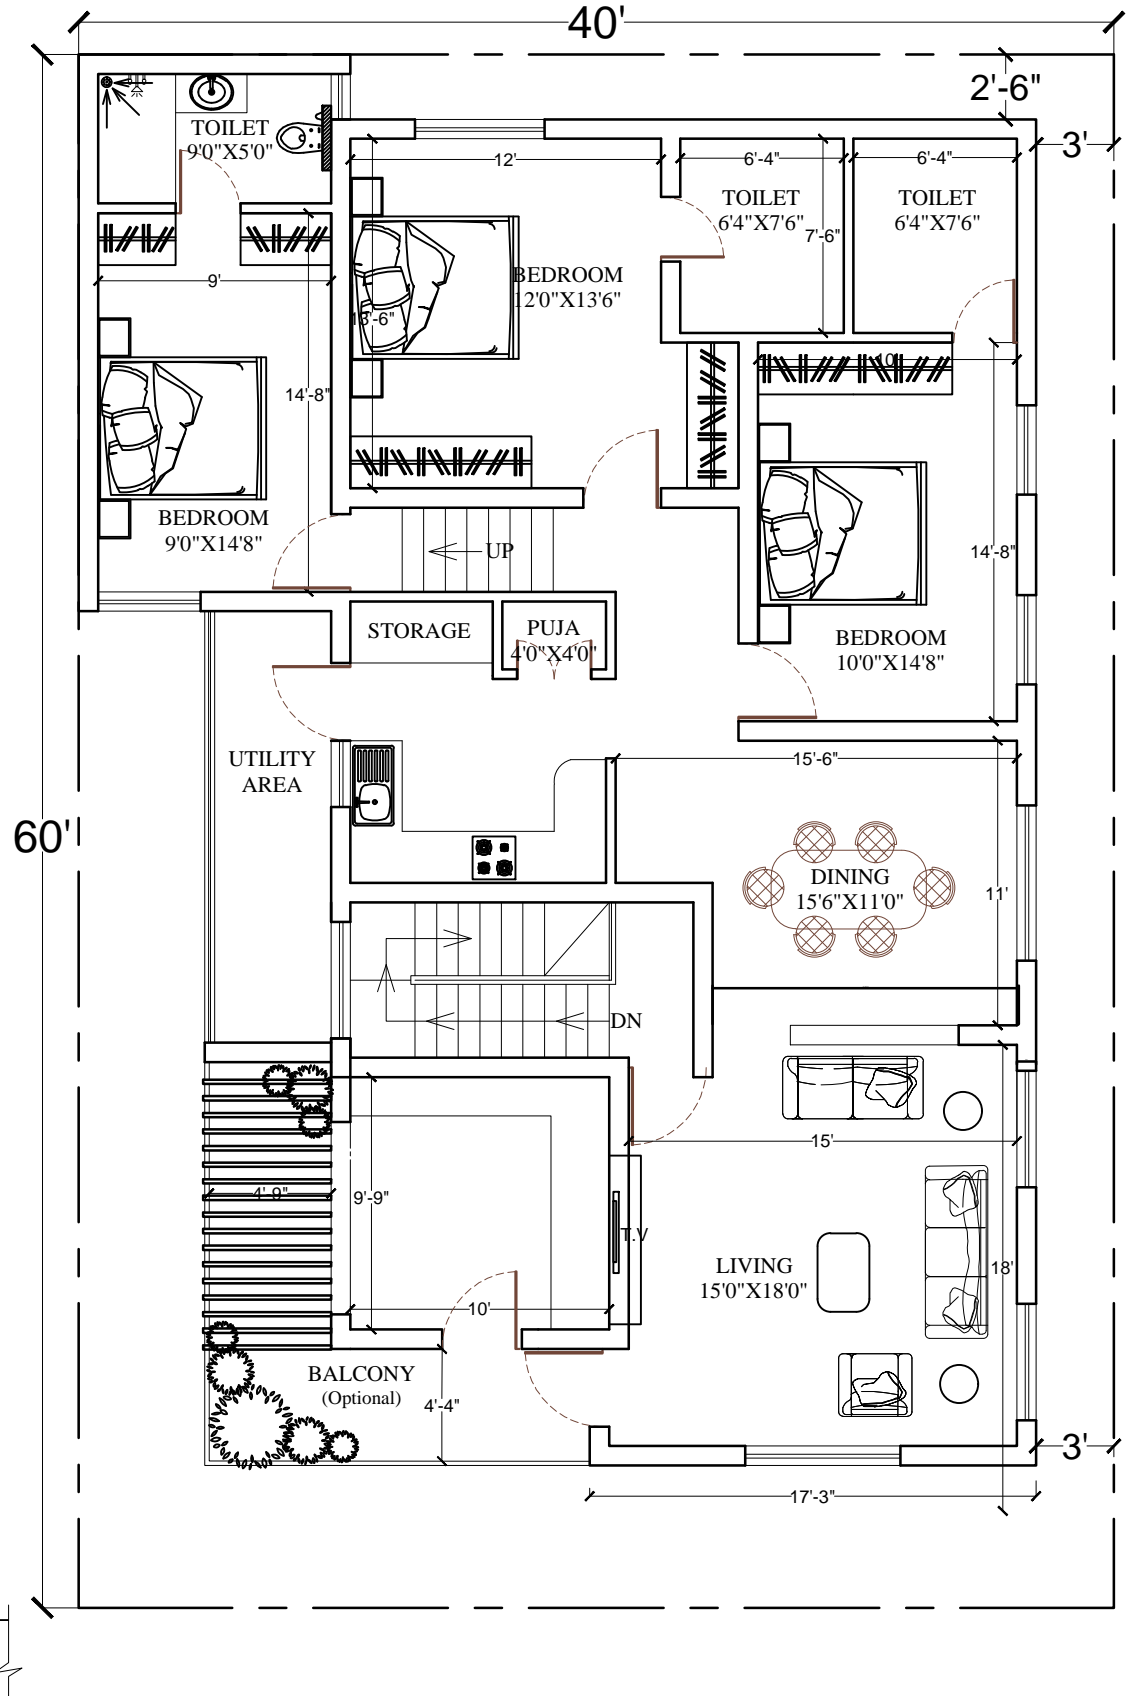 40'
2'-6"
3'
TOILET
9'0"X5'0"
12'
6'-4"
6'-4"
TOILET
6'4"X7'6"
7'-6"
TOILET
6'4"X7'6"
BEDROOM
12'0"X13'6"
9'
13'-6"
10'
14'-8"
BEDROOM
9'0"X14'8"
UP
14'-8"
STORAGE
PUJA
4'0"X4'0"
BEDROOM
10'0"X14'8"
UTILITY
AREA
15'-6"
60'
DINING
15'6"X11'0"
11'
DN
15'
4'-9"
9'-9"
T.V
LIVING
15'0"X18'0"
18'
10'
BALCONY
(Optional)
4'-4"
3'
17'-3"